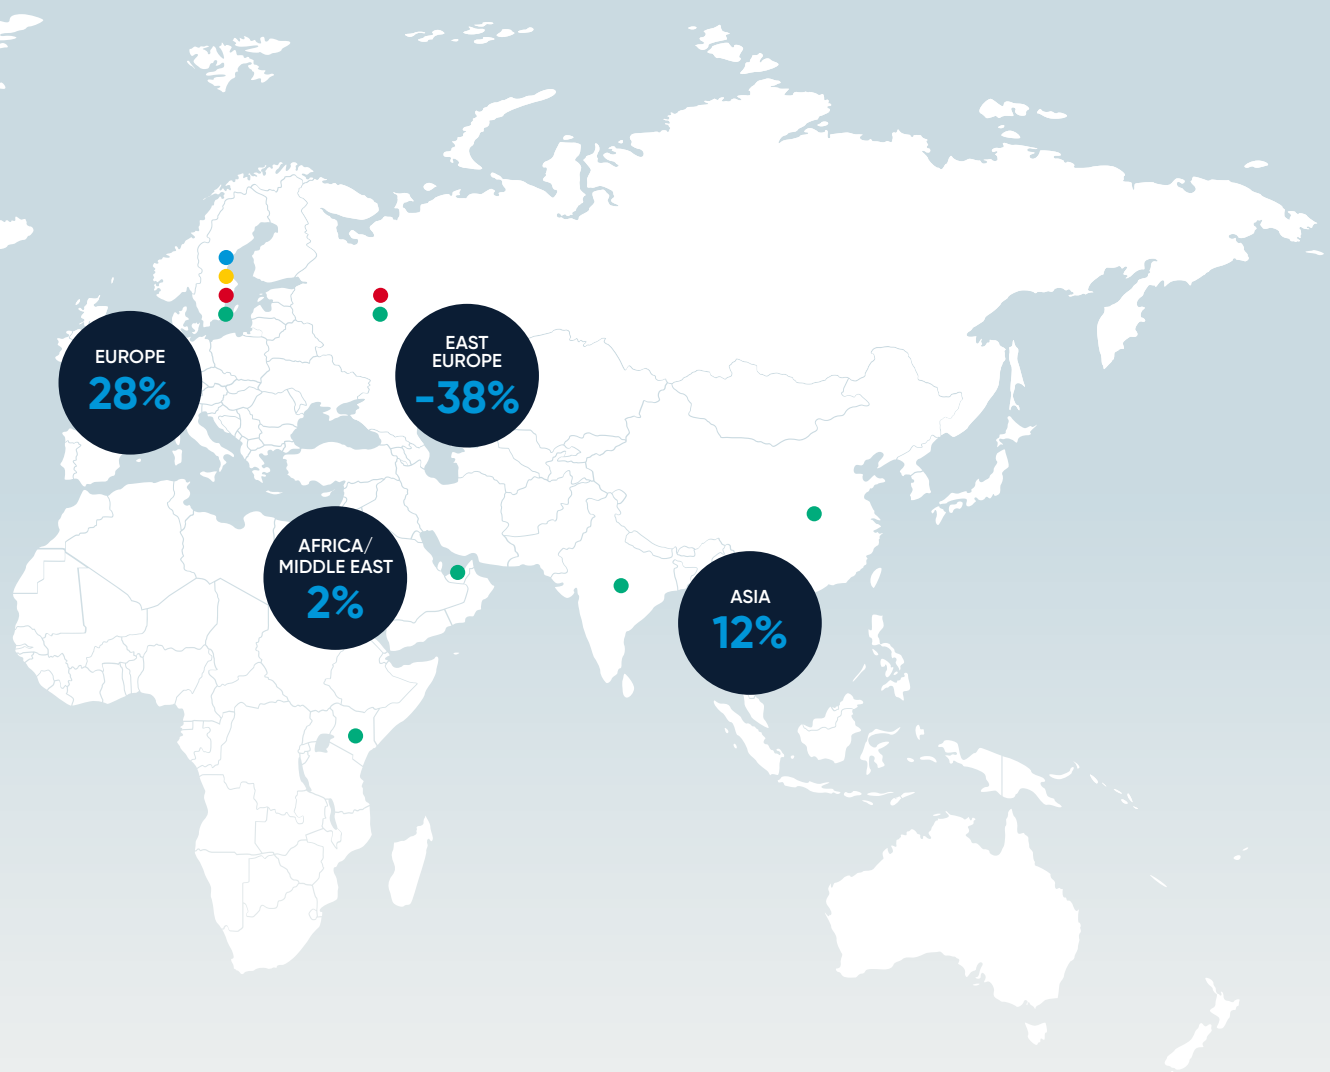 EUROPE
28%
EAST
EUROPE
-38%
AFRICA/
MIDDLE EAST
2%
ASIA
12%